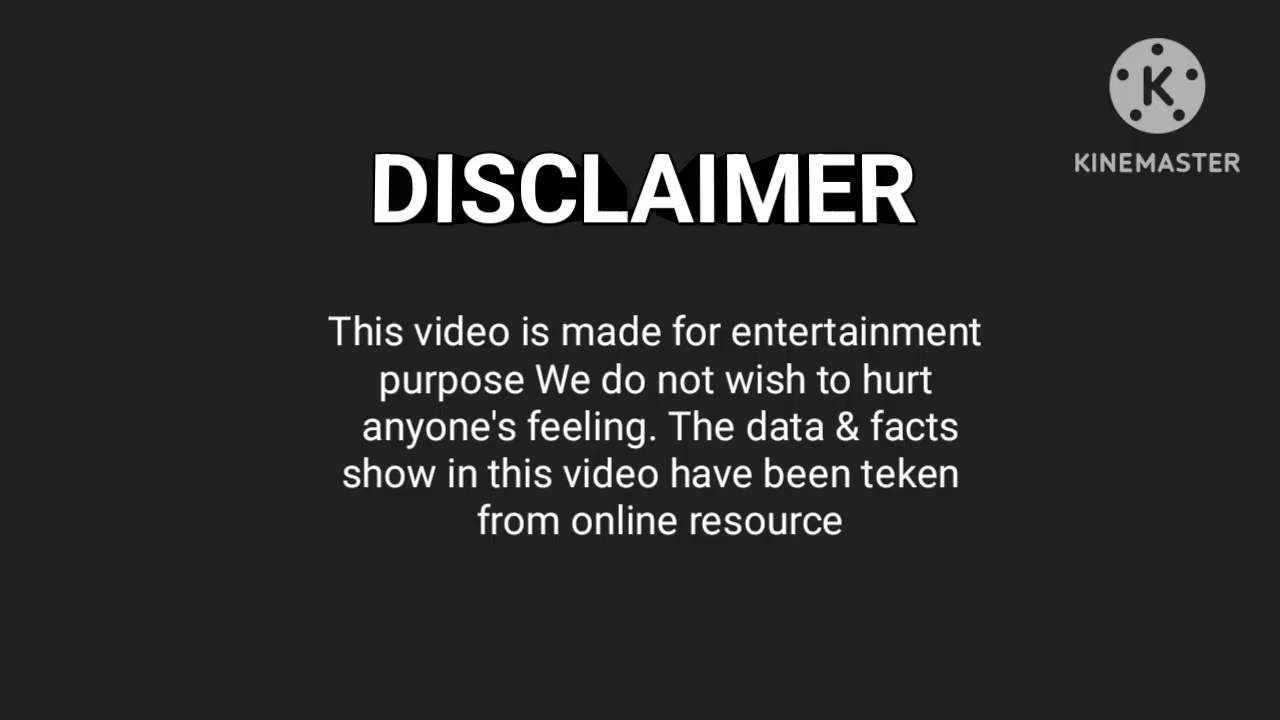 K
KINEMASTER
DISCLAIMER
This video is made for entertainment
purpose We do not wish to hurt
anyone's feeling. The data & facts
show in this video have been teken
from online resource